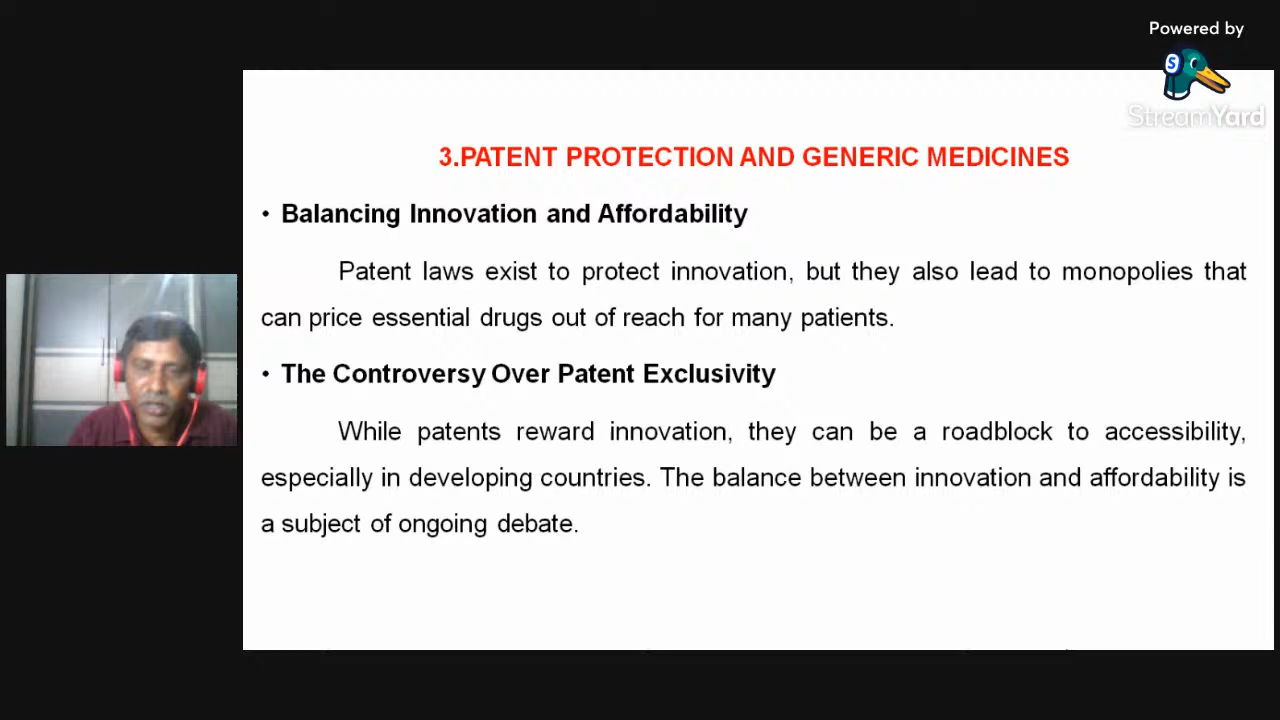 Powered by
StreamYard
3.PATENT PROTECTION AND GENERIC MEDICINES
• Balancing Innovation and Affordability
Patent laws exist to protect innovation, but they also lead to monopolies that
can price essential drugs out of reach for many patients.
• The Controversy Over Patent Exclusivity
While patents reward innovation, they can be a roadblock to accessibility,
especially in developing countries. The balance between innovation and affordability is
a subject of ongoing debate.